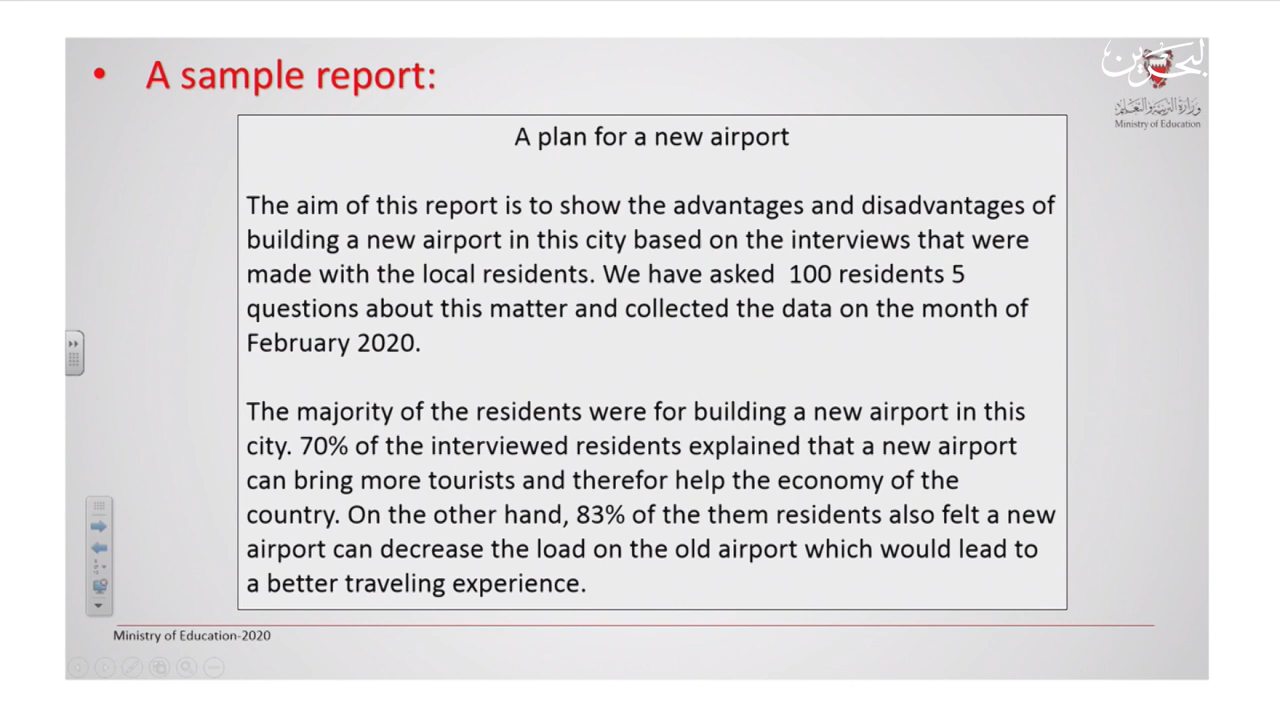 • A sample report:
البحرين
وزارة التربية والتعليم
Ministry of Education
A plan for a new airport
The aim of this report is to show the advantages and disadvantages of
building a new airport in this city based on the interviews that were
made with the local residents. We have asked  100 residents 5
questions about this matter and collected the data on the month of
February 2020.
The majority of the residents were for building a new airport in this
city. 70% of the interviewed residents explained that a new airport
can bring more tourists and therefor help the economy of the
country. On the other hand, 83% of the them residents also felt a new
airport can decrease the load on the old airport which would lead to
a better traveling experience.
Ministry of Education-2020